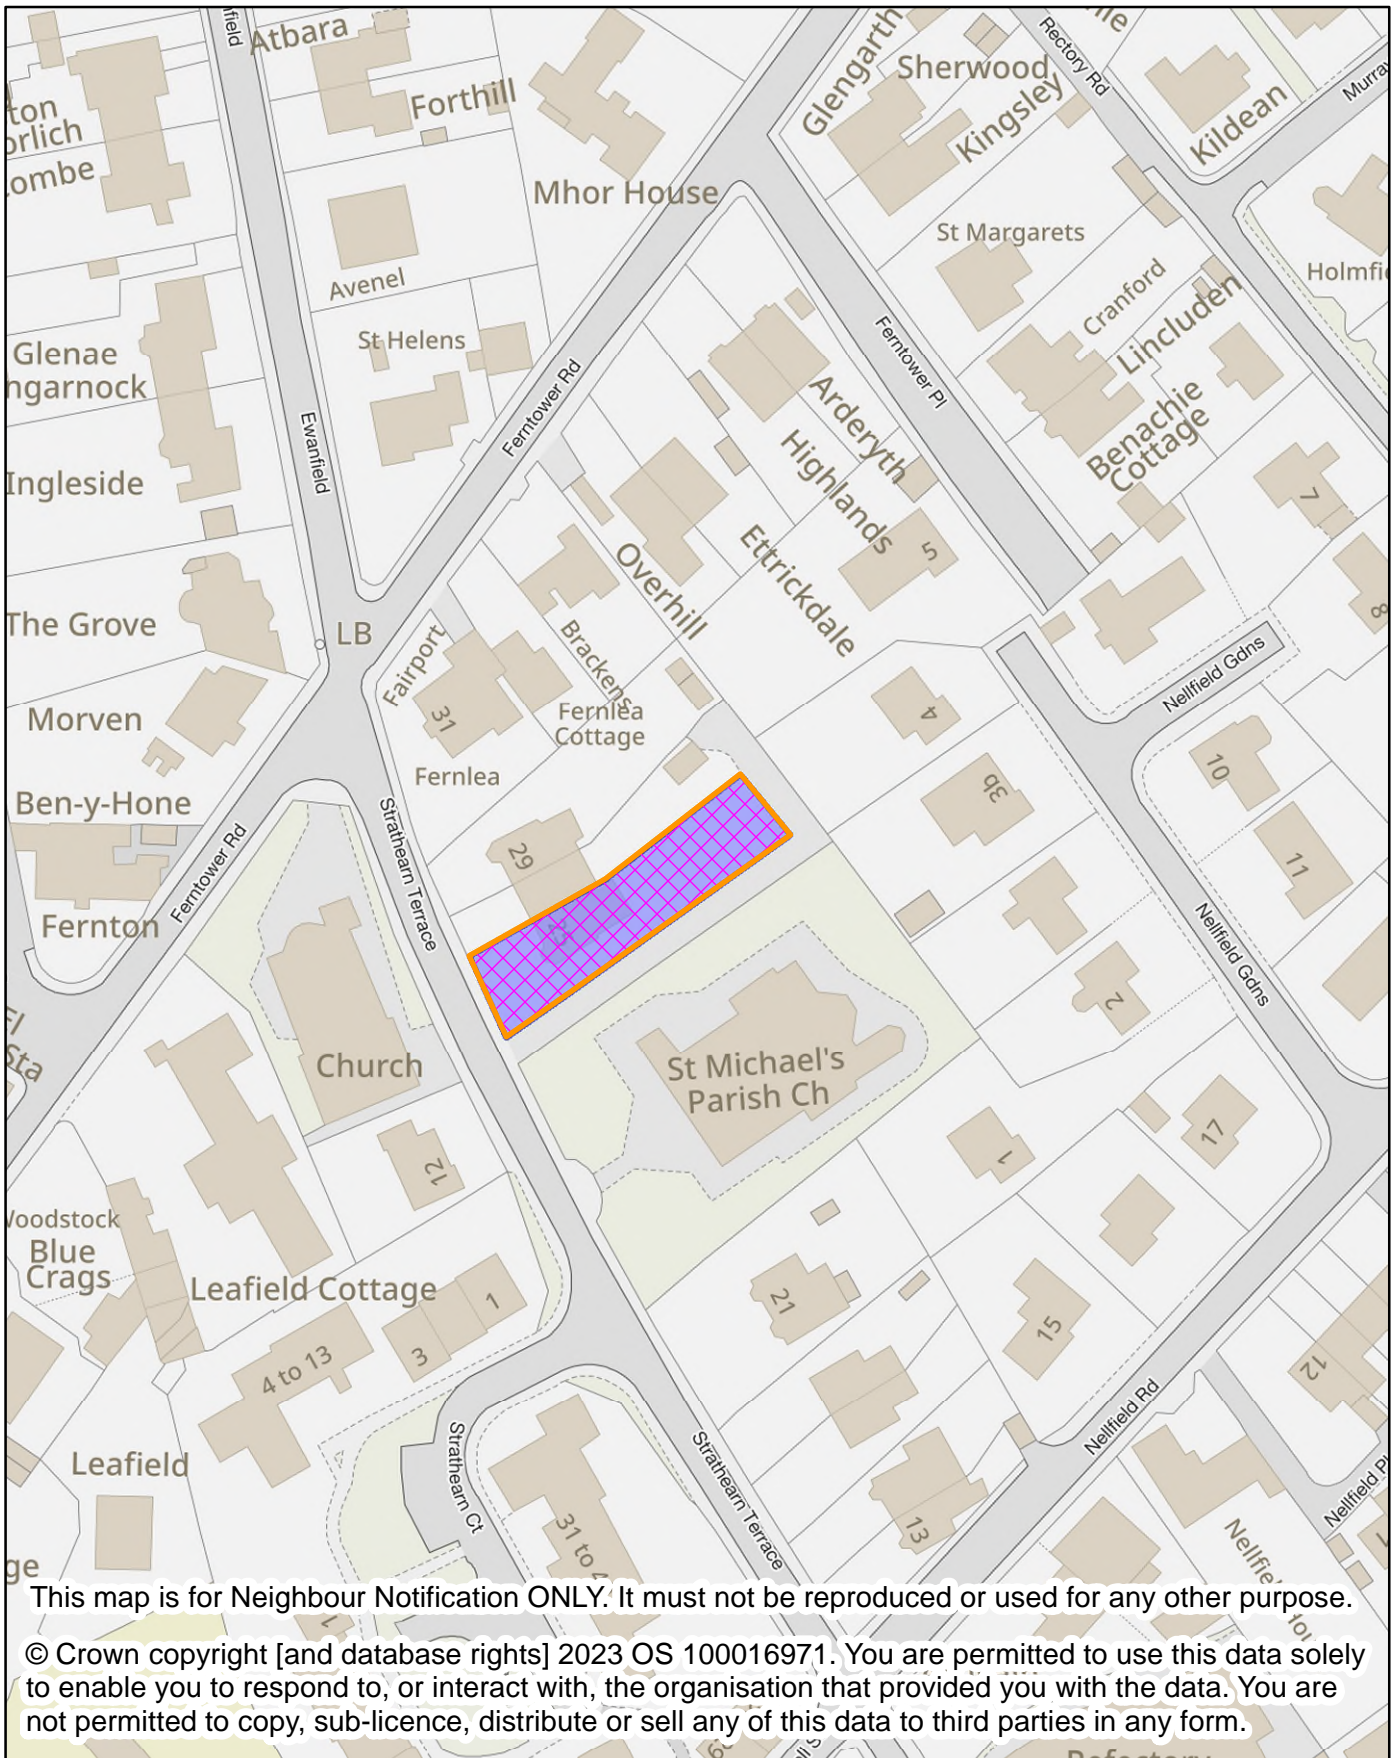 Atbara
Forthill
Mhor House
Glengarth
Sherwood
Kingsley
Rectory Rd
Kildean
orlich
Avenel
St Helens
St Margarets
Cranford
Lincluden
Benachie
Cottage
Glenae
Ewanfield
Ferntower Rd
Ferntower Pl
Arderyth
Highlands
5
7
8
Ingleside
Overhill
Ettrickdale
The Grove
LB
Fairport
31
Brackens
Fernlea
Cottage
Fernlea
4
Nellfield Gdns
Morven
Ben-y-Hone
3b
10
11
Ferntower Rd
Strathearn Terrace
29
Fernton
Nellfield Gdns
2
Church
St Michael's
Parish Ch
12
1
17
Woodstock
Blue
Crags
Leafield Cottage
1
3
4 to 13
21
15
12
Leafield
Strathearn Ct
Strathearn Terrace
Nellfield Rd
13
This map is for Neighbour Notification ONLY. It must not be reproduced or used for any other purpose.
© Crown copyright [and database rights] 2023 OS 100016971. You are permitted to use this data solely
to enable you to respond to, or interact with, the organisation that provided you with the data. You are
not permitted to copy, sub-licence, distribute or sell any of this data to third parties in any form.